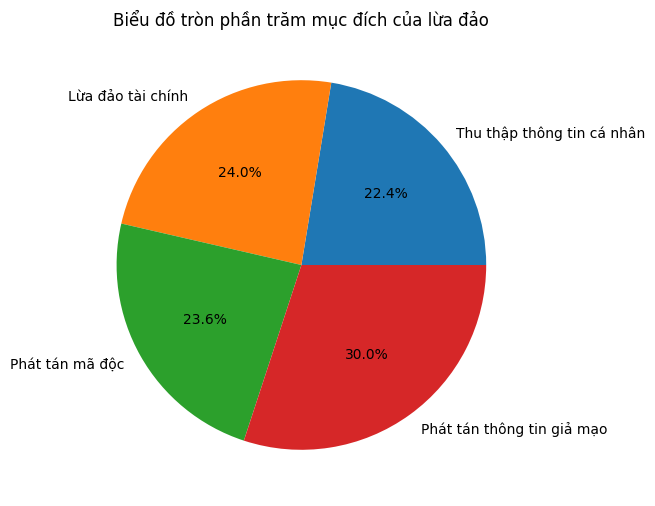 Biểu đồ tròn phần trăm mục đích của lừa đảo
Lừa đảo tài chính
Thu thập thông tin cá nhân
24.0%
22.4%
23.6%
30.0%
Phát tán mã độc
Phát tán thông tin giả mạo